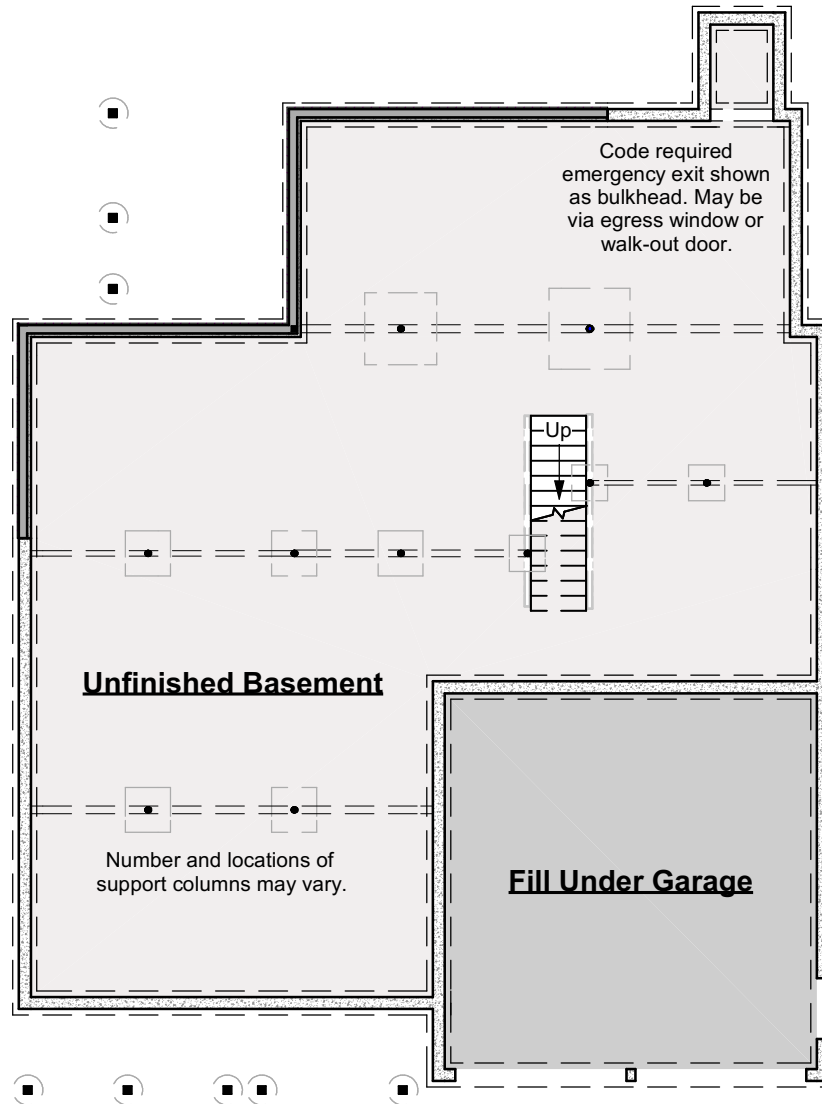 Code required
emergency exit shown
as bulkhead. May be
via egress window or
walk-out door.
Up
Unfinished Basement
Number and locations of
support columns may vary.
Fill Under Garage